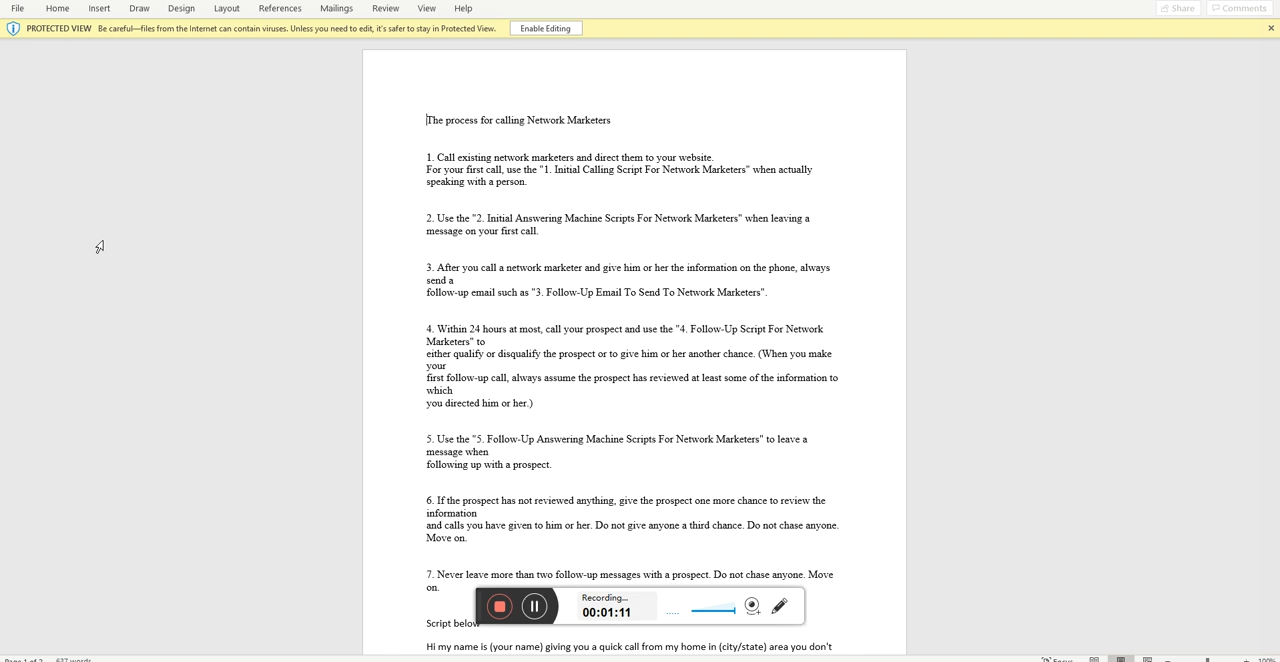 File Home Insert Draw Design Layout References Mailings Review View Help Share Comments
PROTECTED VIEW Be careful—files from the Internet can contain viruses. Unless you need to edit, it's safer to stay in Protected View. Enable Editing
The process for calling Network Marketers
1. Call existing network marketers and direct them to your website.
For your first call, use the "1. Initial Calling Script For Network Marketers" when actually
speaking with a person.
2. Use the "2. Initial Answering Machine Scripts For Network Marketers" when leaving a
message on your first call.
3. After you call a network marketer and give him or her the information on the phone, always
send a
follow-up email such as "3. Follow-Up Email To Send To Network Marketers".
4. Within 24 hours at most, call your prospect and use the "4. Follow-Up Script For Network
Marketers" to
either qualify or disqualify the prospect or to give him or her another chance. (When you make
your
first follow-up call, always assume the prospect has reviewed at least some of the information to
which
you directed him or her.)
5. Use the "5. Follow-Up Answering Machine Scripts For Network Marketers" to leave a
message when
following up with a prospect.
6. If the prospect has not reviewed anything, give the prospect one more chance to review the
information
and calls you have given to him or her. Do not give anyone a third chance. Do not chase anyone.
Move on.
7. Never leave more than two follow-up messages with a prospect. Do not chase anyone. Move
on.
Recording...
00:01:11
Script below
Hi my name is (your name) giving you a quick call from my home in (city/state) area you don't
Page 1 of 2 637 words Focus 100%